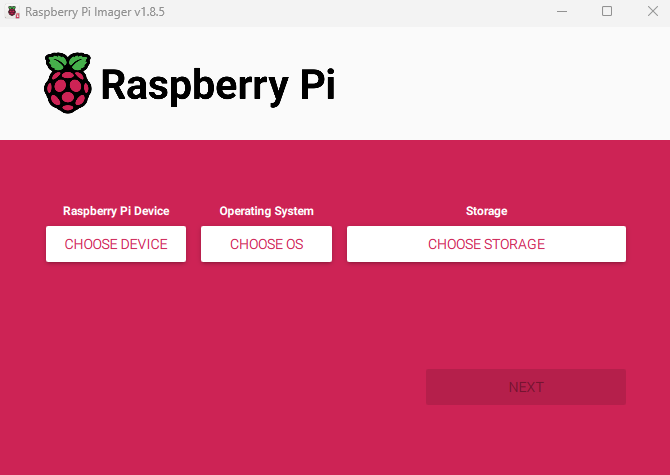 Raspberry Pi Imager v1.8.5
Raspberry Pi
Raspberry Pi Device
Operating System
Storage
CHOOSE DEVICE
CHOOSE OS
CHOOSE STORAGE
NEXT